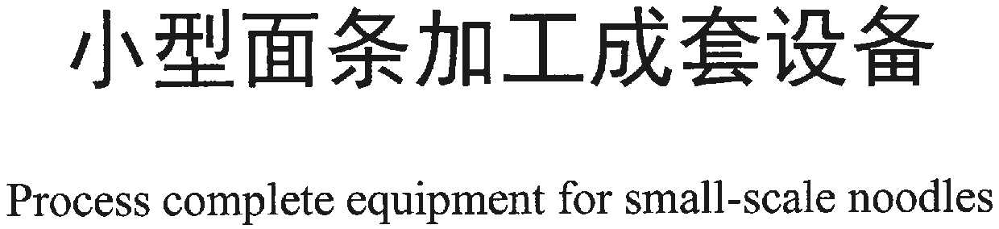 小型面条加工成套设备
Process complete equipment for small-scale noodles